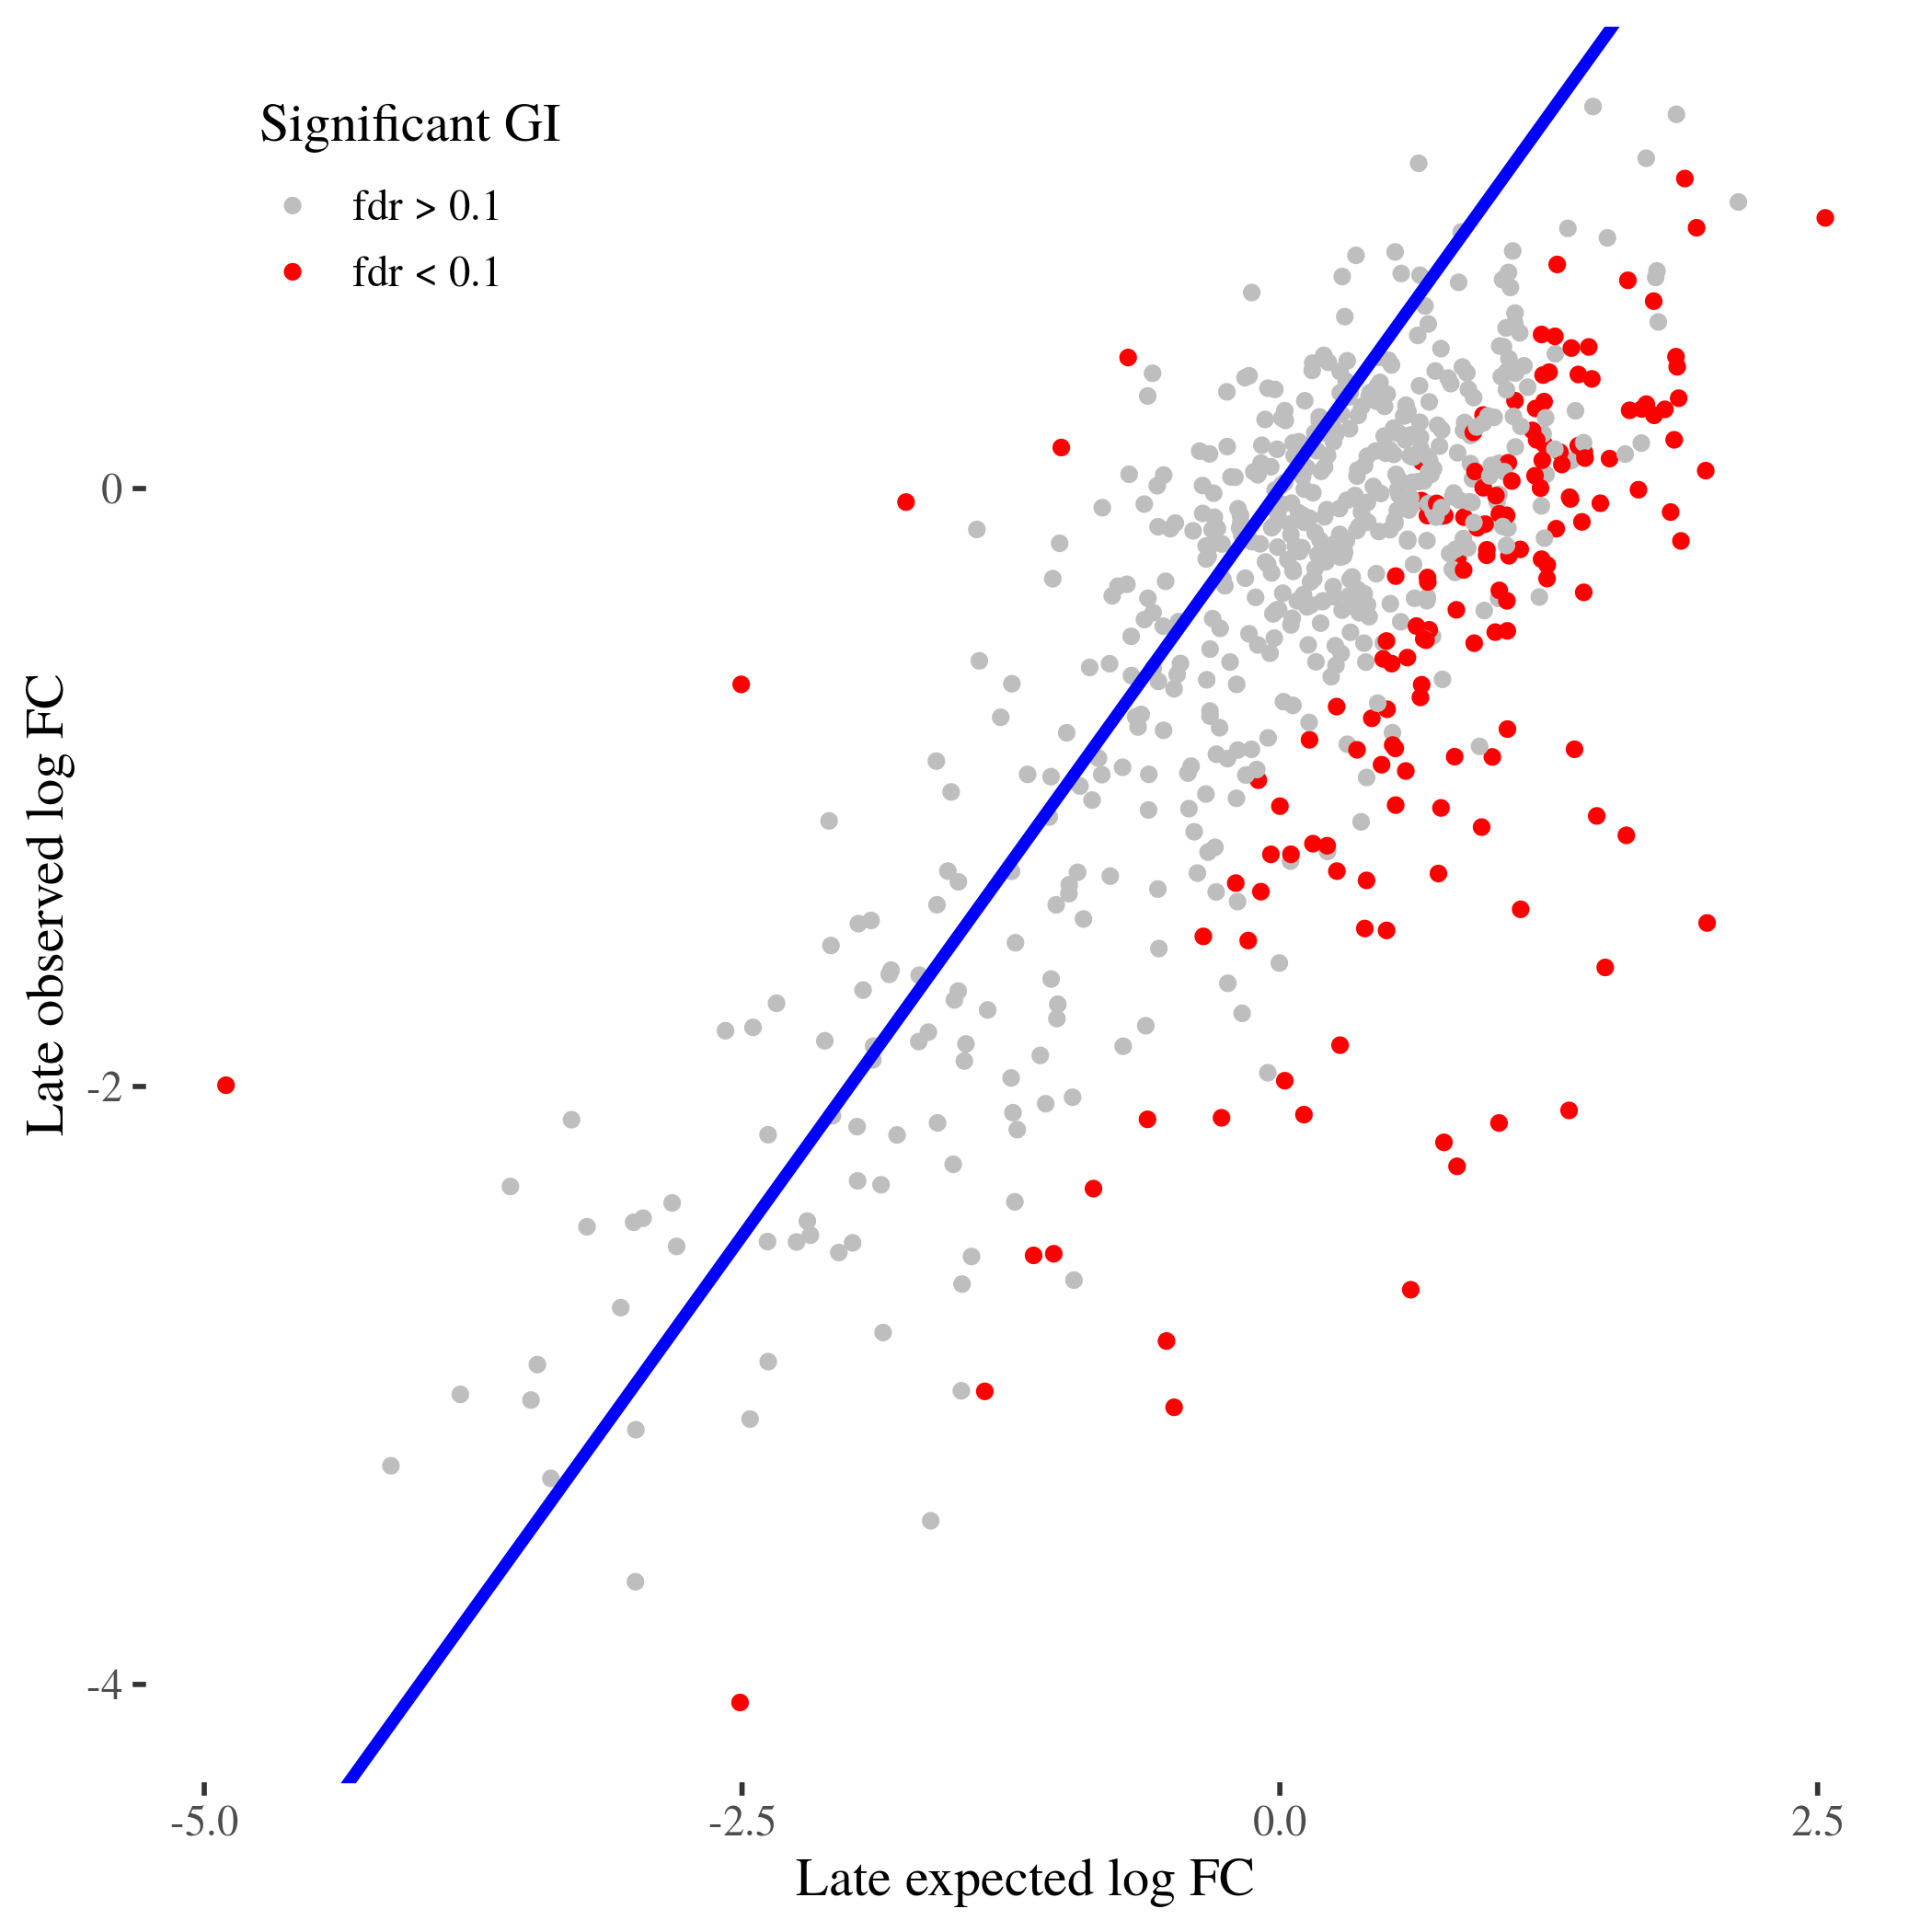 Significant GI
fdr > 0.1
fdr < 0.1
Late observed log FC
0
-2
-4
-5.0
-2.5
0.0
2.5
Late expected log FC